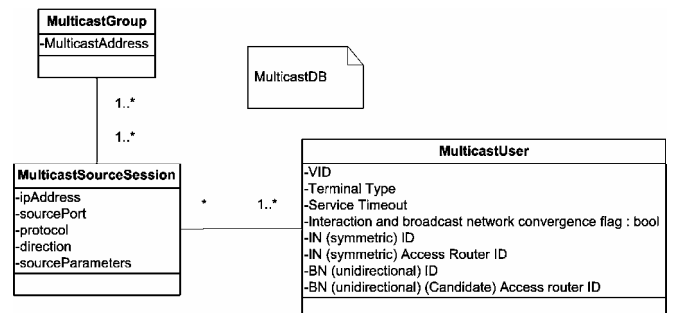 MulticastGroup
-MulticastAddress
MulticastDB
1..*
1..*
MulticastSourceSession
-ipAddress
-sourcePort
-protocol
-direction
-sourceParameters
*
1..*
MulticastUser
-VID
-Terminal Type
-Service Timeout
-Interaction and broadcast network convergence flag : bool
-IN (symmetric) ID
-IN (symmetric) Access Router ID
-BN (unidirectional) ID
-BN (unidirectional) (Candidate) Access router ID